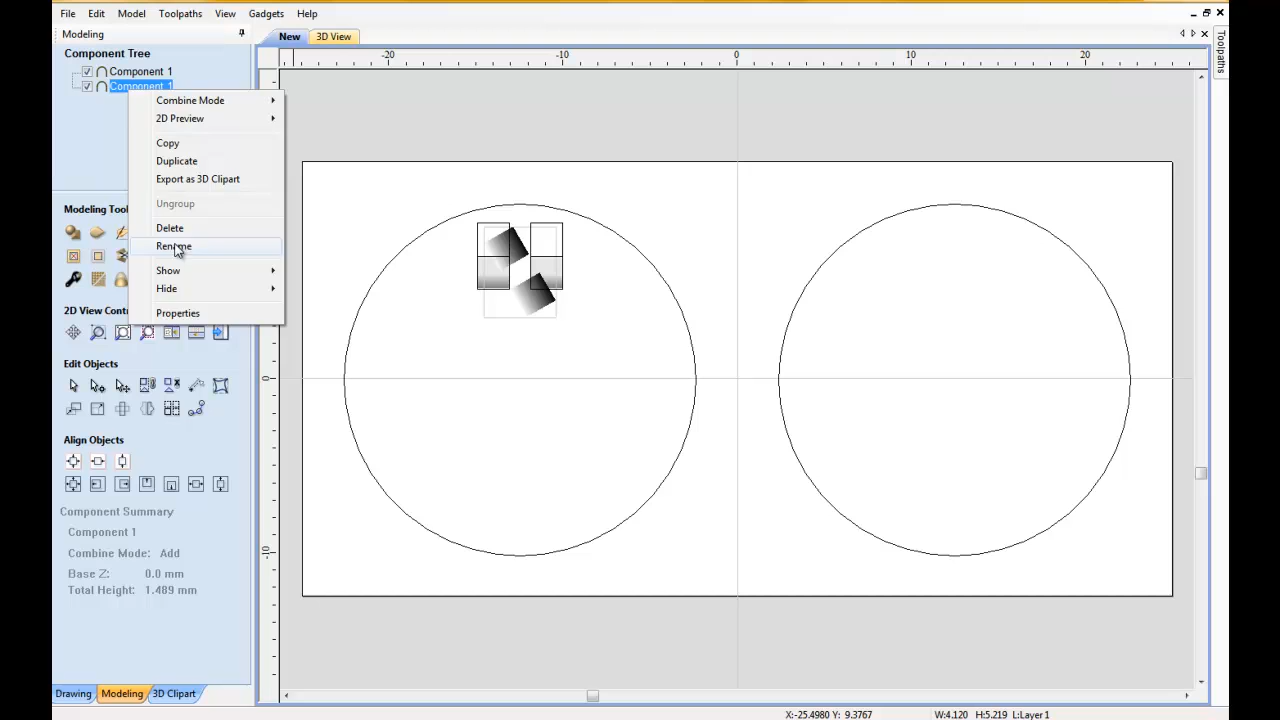 File Edit Model Toolpaths View Gadgets Help
Modeling
New 3D View
Toolpaths
Component Tree
Component 1
Component 1
-20 -10 0 10 20
Combine Mode
2D Preview
Copy
Duplicate
Export as 3D Clipart
Ungroup
Delete
Rename
Show
Hide
Properties
Modeling Tool
2D View Contr
0
Edit Objects
Align Objects
Component Summary
Component 1
Combine Mode: Add
-10
Base Z: 0.0 mm
Total Height: 1.489 mm
Drawing Modeling 3D Clipart
X:-25.4980 Y: 9.3767 W:4.120 H:5.219 L:Layer1